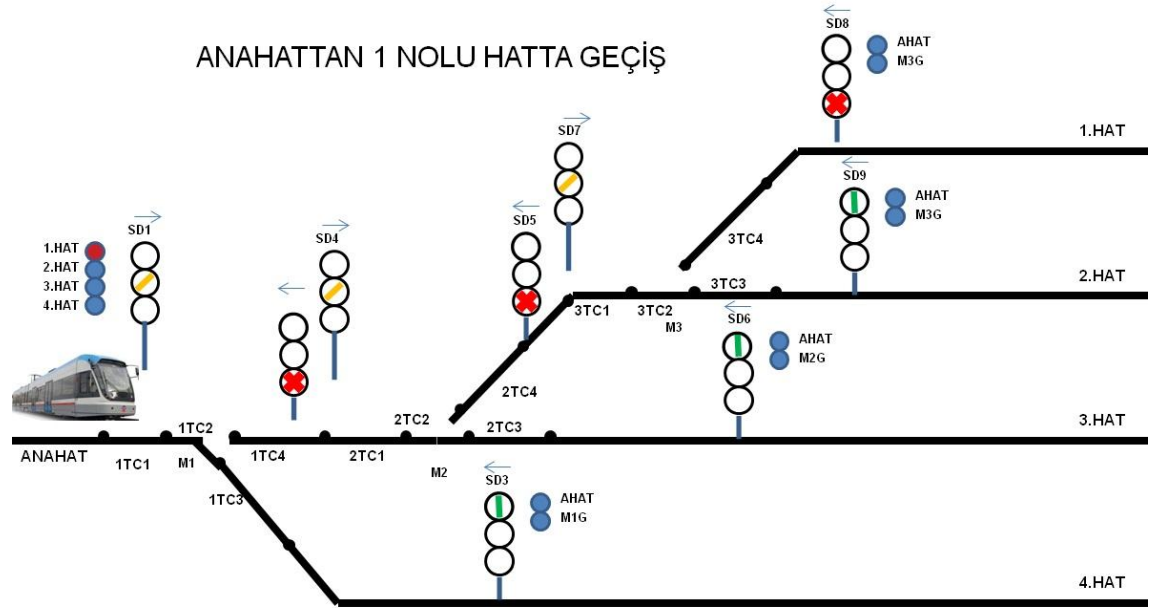 ANAHATTAN 1 NOLU HATTA GEÇİŞ
SD8
AHAT
M3G
1.HAT
SD7
SD9
AHAT
M3G
SD1
1.HAT
2.HAT
3.HAT
4.HAT
SD4
SD5
3TC4
2.HAT
3TC3
3TC1
3TC2
M3
SD6
AHAT
M2G
2TC4
3.HAT
ANAHAT
1TC1
1TC2
M1
1TC4
2TC1
2TC2
M2
2TC3
1TC3
SD3
AHAT
M1G
4.HAT